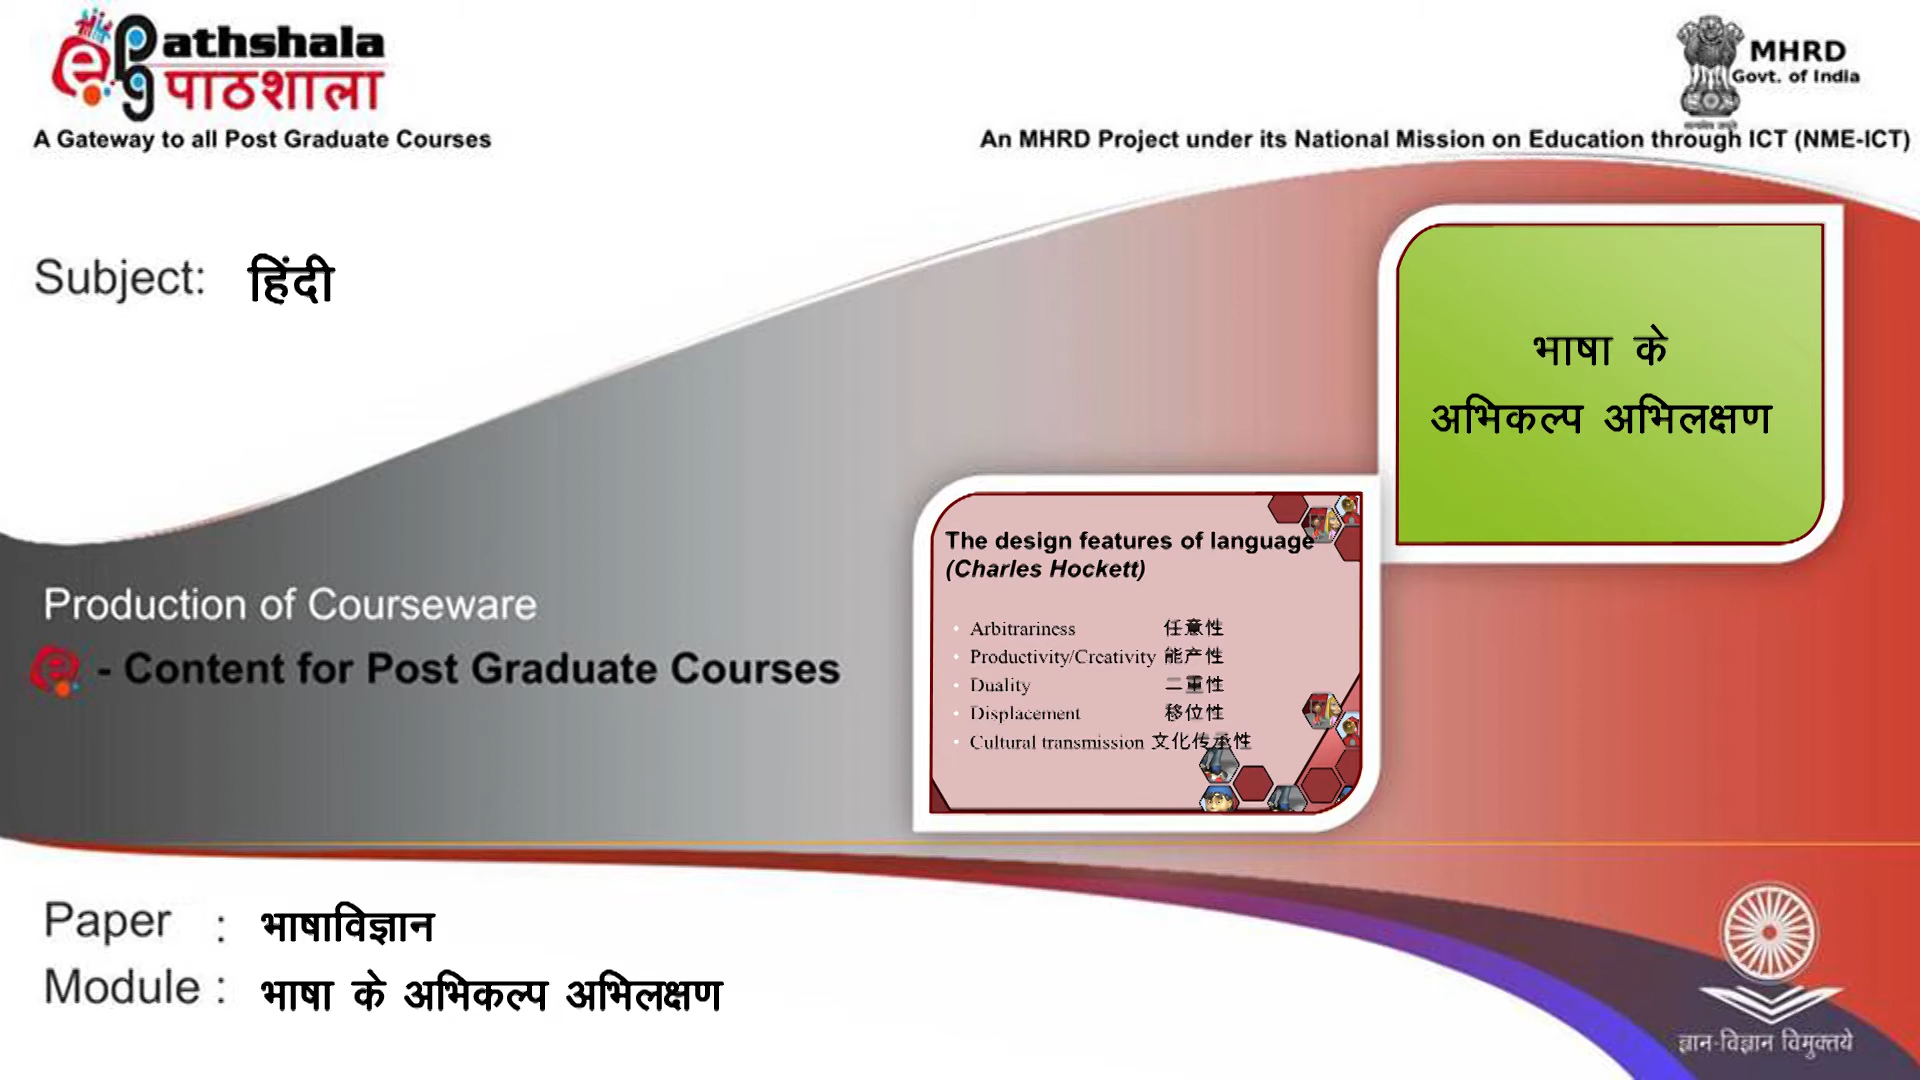 ePg Pathshala
पाठशाला
A Gateway to all Post Graduate Courses
MHRD
Govt. of India
An MHRD Project under its National Mission on Education through ICT (NME-ICT)
Subject: हिंदी
भाषा के
अभिकल्प अभिलक्षण
The design features of language
(Charles Hockett)
• Arbitrariness 任意性
• Productivity/Creativity 能产性
• Duality 二重性
• Displacement 移位性
• Cultural transmission 文化传承性
Production of Courseware
e - Content for Post Graduate Courses
Paper : भाषाविज्ञान
Module : भाषा के अभिकल्प अभिलक्षण
ज्ञान-विज्ञान विमुक्तये